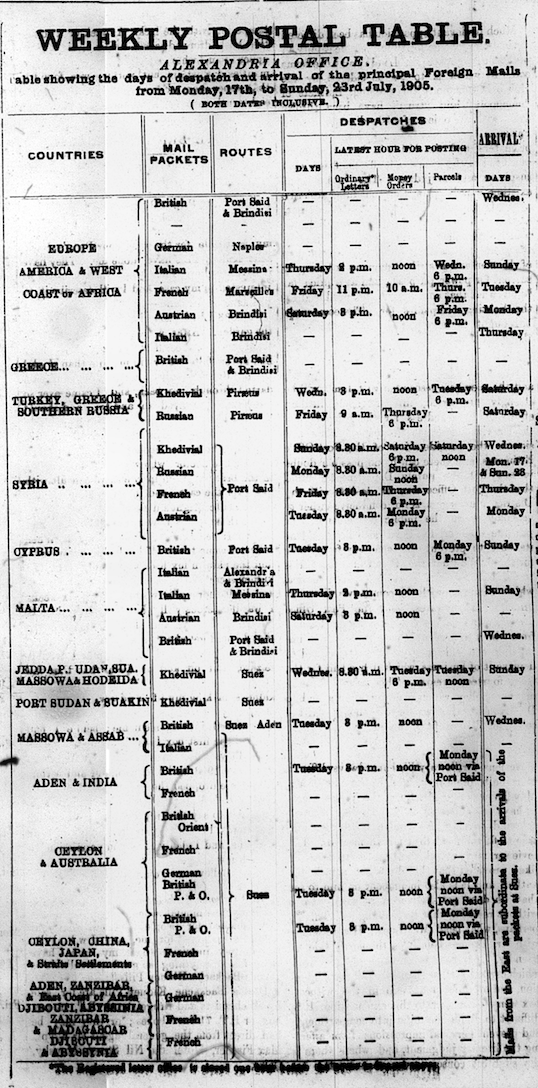 WEEKLY POSTAL TABLE.
ALEXANDRIA OFFICE.
able showing the days of despatch and arrival of the principal Foreign Mails
from Monday, 17th, to Sunday, 23rd July, 1905.
( BOTH DATES INCLUSIVE. )
COUNTRIES MAIL PACKETS ROUTES DESPATCHES ARRIVAL
DAYS LATEST HOUR FOR POSTING DAYS
Ordinary Letters Money Orders Parcels
British Port Said & Brindisi — — — — Wednes.
— — — — — — —
EUROPE German Naples — — — — —
AMERICA & WEST Italian Messina Thursday 2 p.m. noon Wedn. 6 p.m. Sunday
COAST OF AFRICA French Marseilles Friday 11 p.m. 10 a.m. Thurs. 6 p.m. Tuesday
Austrian Brindisi Saturday 3 p.m. noon Friday 6 p.m. Monday
Italian Brindisi — — — — Thursday
GREECE... ... ... ... British Port Said & Brindisi — — — — —
TURKEY, GREECE & SOUTHERN RUSSIA Khedivial Piræus Wedn. 3 p.m. noon Tuesday 6 p.m. Saturday
Russian Piræus Friday 9 a.m. Thursday 6 p.m. — Saturday
SYRIA .. ... ... ... Port Said
Khedivial Sunday 8.30 a.m. Saturday 6 p.m. Saturday noon Wednes.
Russian Monday 8.30 a.m. Sunday noon — Mon. 17 & Sun. 23
French Friday 8.30 a.m. Thursday 6 p.m. — Thursday
Austrian Tuesday 8.30 a.m. Monday 6 p.m. — Monday
CYPRUS . ... ... ... British Port Said Tuesday 3 p.m. noon Monday 6 p.m. Sunday
MALTA ... ... ... ...
Italian Alexandria & Brindisi — — — — —
Italian Messina Thursday 2 p.m. noon — Sunday
Austrian Brindisi Saturday 3 p.m. noon
British Port Said & Brindisi — — — — Wednes.
JEDDA P. UDAN, SUA. MASSOWA & HODEIDA Khedivial Suez Wednes. 8.30 a.m. Tuesday 6 p.m. Tuesday noon Sunday
PORT SUDAN & SUAKIN Khedivial Suez — — — — —
MASSOWA & ASSAB ... British Suez Aden Tuesday 3 p.m. noon — Wednes.
Italian — — — —
ADEN & INDIA British Tuesday 3 p.m. noon Monday noon via Port Said
French — — — —
CEYLON & AUSTRALIA
British Orient — — — —
French — — — —
German — — — —
British P. & O. Suez Tuesday 3 p.m. noon Monday noon via Port Said
British P. & O. Tuesday 3 p.m. noon Monday noon via Port Said
CEYLON, CHINA, JAPAN, & Straits Settlements French — — — —
German — — — —
ADEN, ZANZIBAR, & East Coast of Africa German — — — —
DJIBOUTI, ABYSSINIA ZANZIBAR & MADAGASCAR French — — — —
DJIBOUTI & ABYSSYNIA French — — — —
Mails from the East are subordinate to the arrivals of the packets at Suez.
*The Registered letter office is closed one hour before the